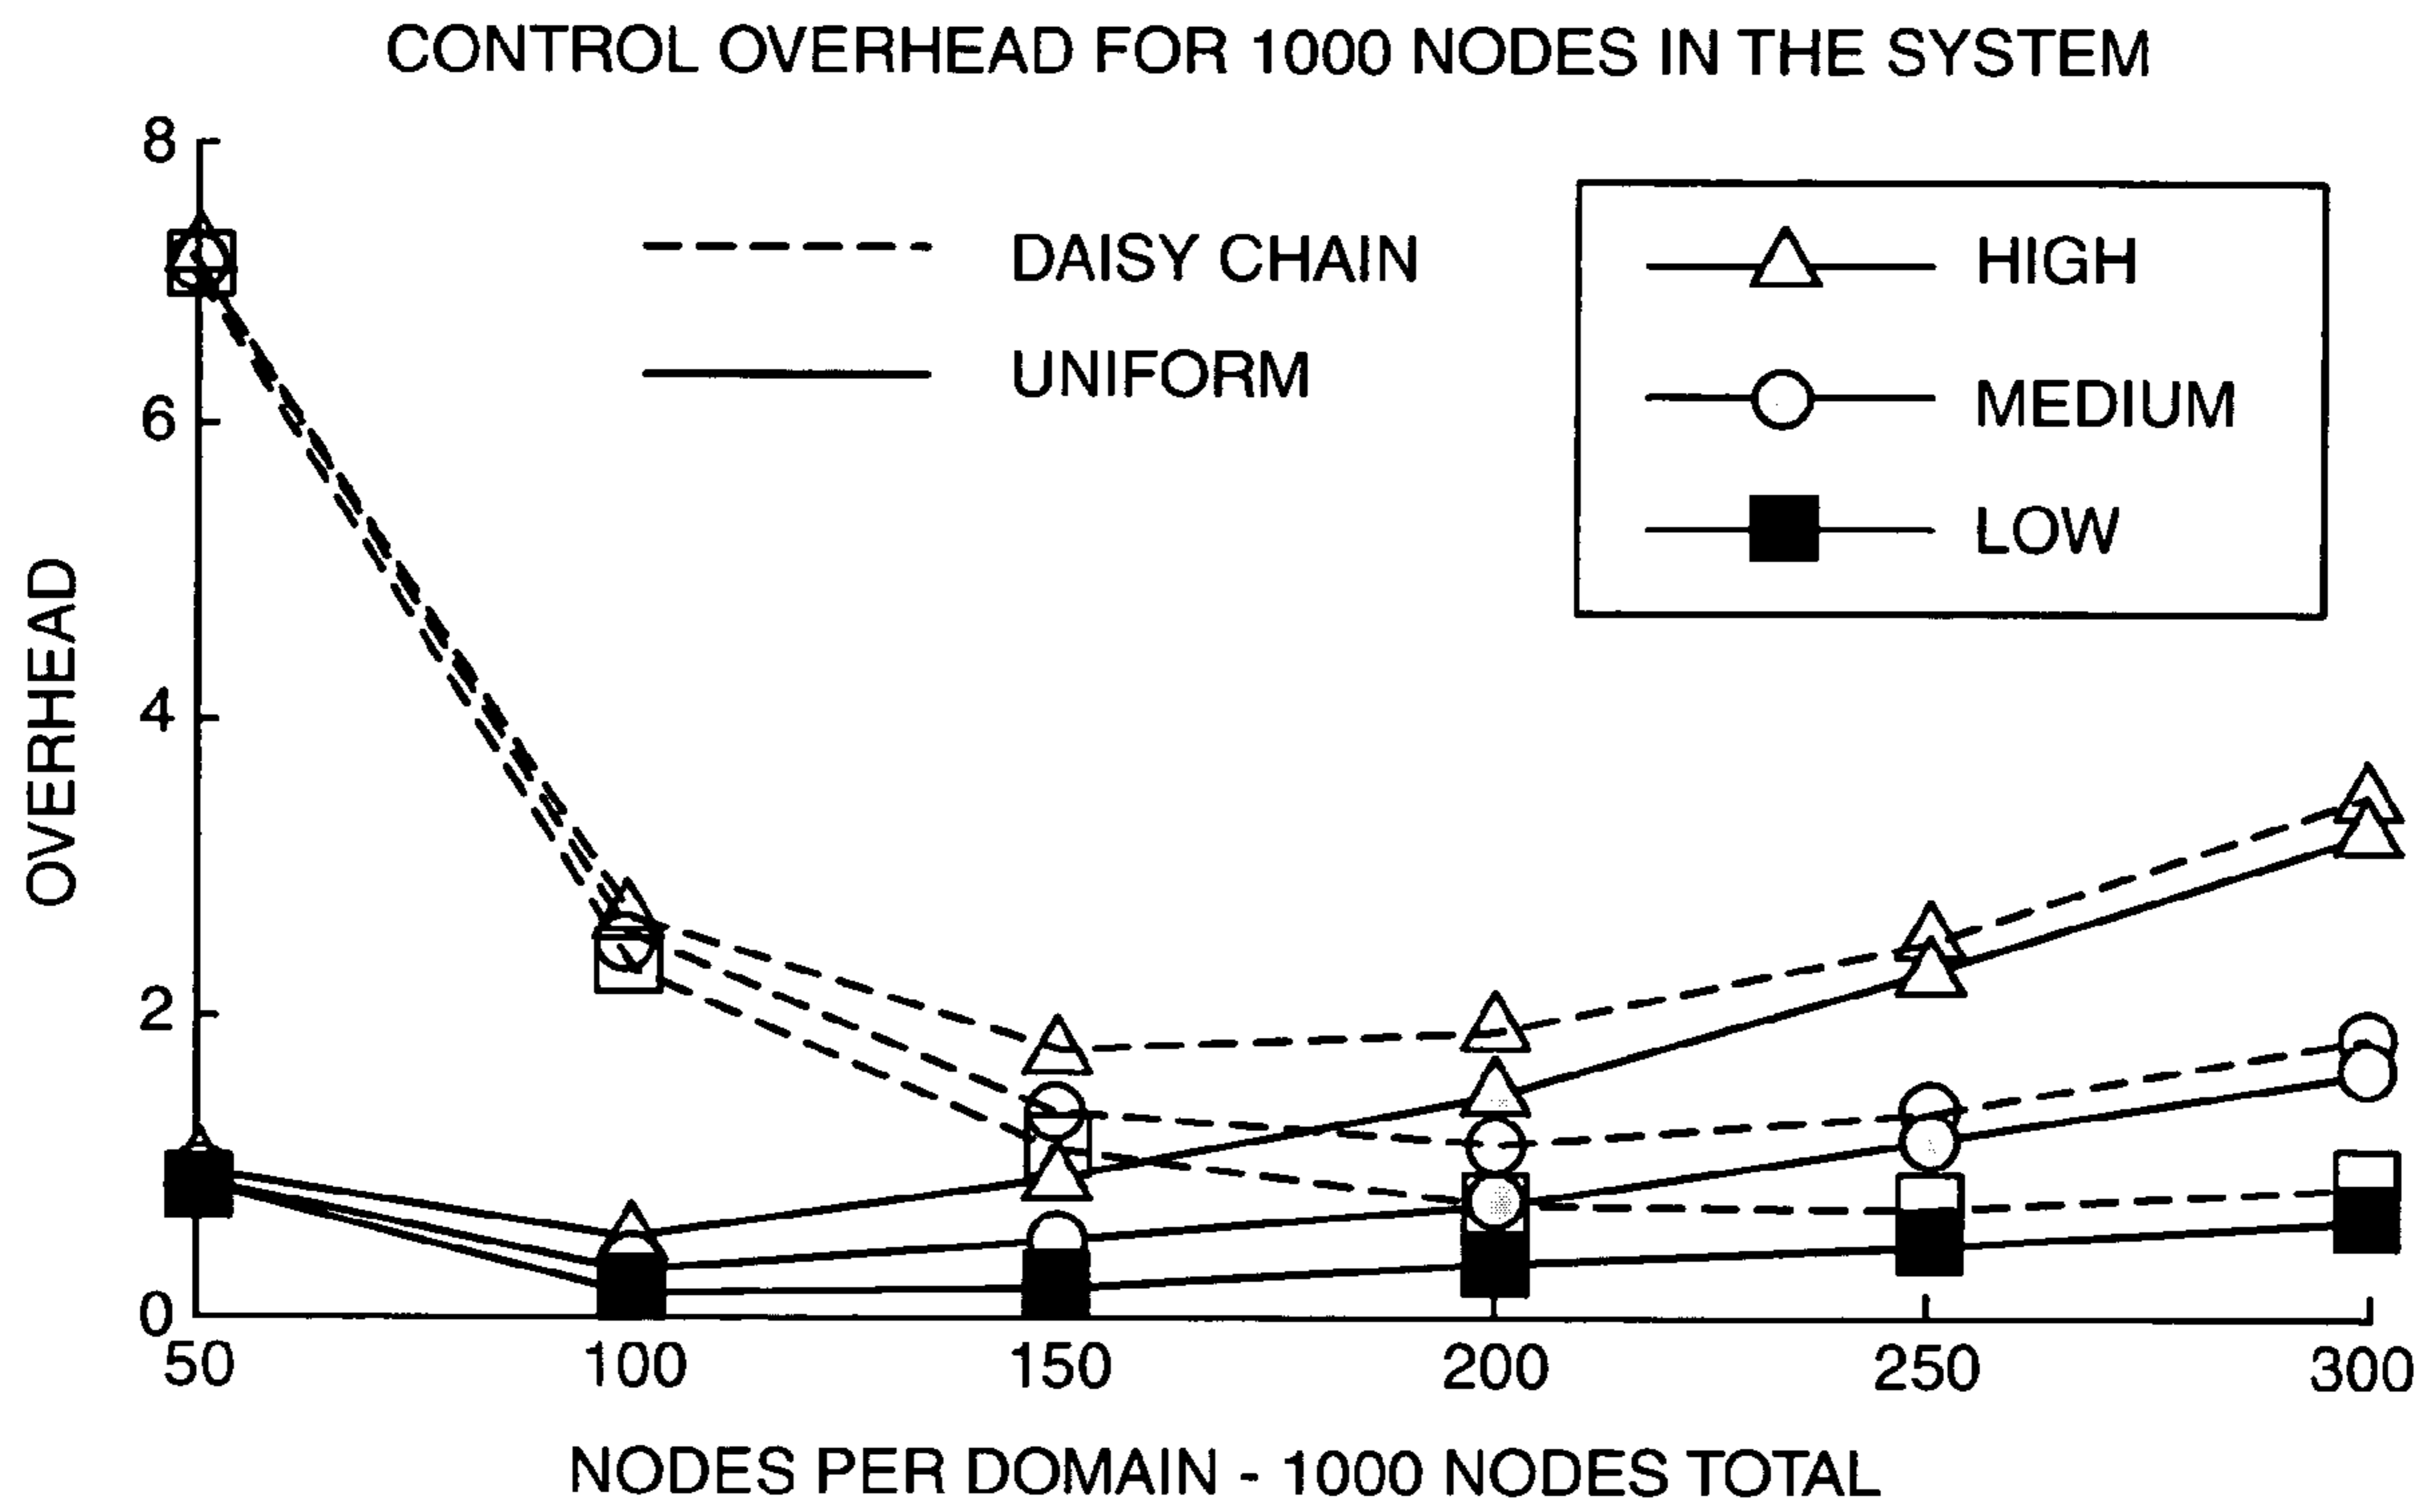 CONTROL OVERHEAD FOR 1000 NODES IN THE SYSTEM
8
6
4
2
0
OVERHEAD
DAISY CHAIN
UNIFORM
HIGH
MEDIUM
LOW
50 100 150 200 250 300
NODES PER DOMAIN - 1000 NODES TOTAL